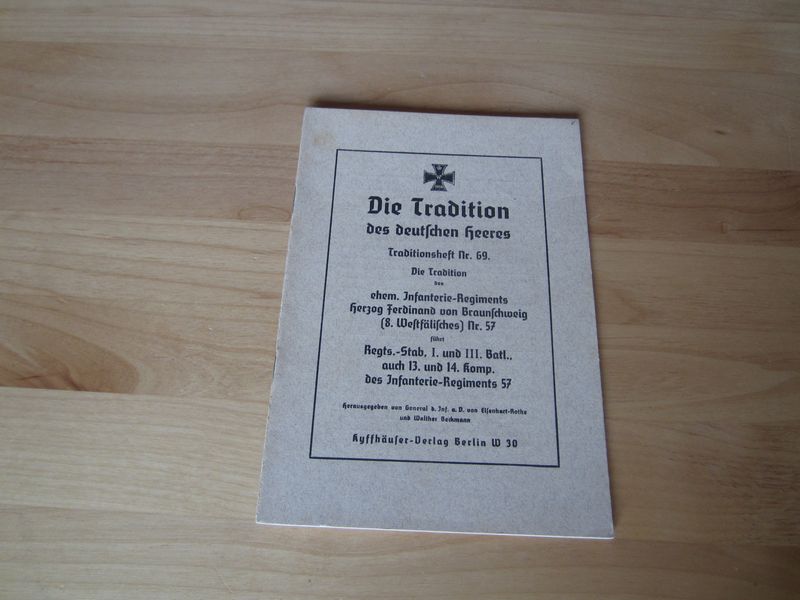 Die Tradition
des deutſchen Heeres
Traditionsheft Nr. 69.
Die Tradition
des
ehem. Infanterie-Regiments
Herzog Ferdinand von Braunſchweig
(8. Weſtfäliſches) Nr. 57
führt
Regts.-Stab, I. und III. Batl.,
auch 13. und 14. Komp.
des Infanterie-Regiments 57
Herausgegeben von General d. Inf. a. D. von Eiſenhart-Rothe
und Walther Beckmann
Kyffhäuſer-Verlag Berlin W 30